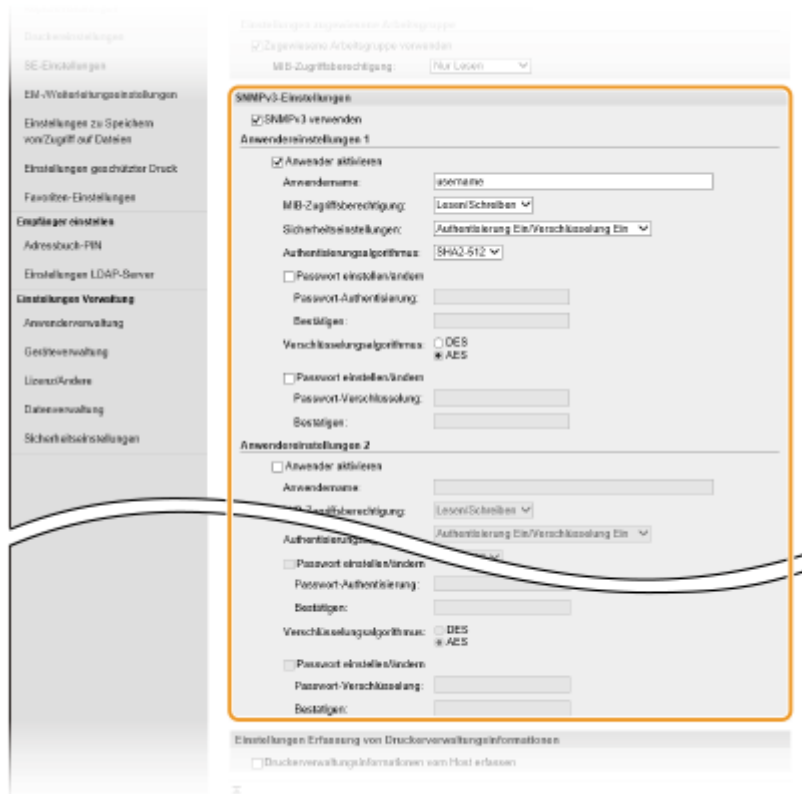 Druckereinstellungen
SE-Einstellungen
EM-/Weiterleitungseinstellungen
Einstellungen zu Speichern
von/Zugriff auf Dateien
Einstellungen geschützter Druck
Favoriten-Einstellungen
Empfänger einstellen
Adressbuch-PIN
Einstellungen LDAP-Server
Einstellungen Verwaltung
Anwenderverwaltung
Geräteverwaltung
Lizenz/Andere
Datenverwaltung
Sicherheitseinstellungen
Einstellungen zugewiesene Arbeitsgruppe
Zugewiesene Arbeitsgruppe verwenden
MIB-Zugriffsberechtigung: Nur Lesen
SNMPv3-Einstellungen
SNMPv3 verwenden
Anwendereinstellungen 1
Anwender aktivieren
Anwendername: username
MIB-Zugriffsberechtigung: Lesen/Schreiben
Sicherheitseinstellungen: Authentisierung Ein/Verschlüsselung Ein
Authentisierungsalgorithmus: SHA2-512
Passwort einstellen/ändern
Passwort-Authentisierung:
Bestätigen:
Verschlüsselungsalgorithmus: DES
AES
Passwort einstellen/ändern
Passwort-Verschlüsselung:
Bestätigen:
Anwendereinstellungen 2
Anwender aktivieren
Anwendername:
Zugriffsberechtigung: Lesen/Schreiben
Authentisierung Ein/Verschlüsselung Ein
Passwort einstellen/ändern
Passwort-Authentisierung:
Bestätigen:
Verschlüsselungsalgorithmus: DES
AES
Passwort einstellen/ändern
Passwort-Verschlüsselung:
Bestätigen:
Einstellungen Erfassung von Druckerverwaltungsinformationen
Druckerverwaltungsinformationen vom Host erfassen